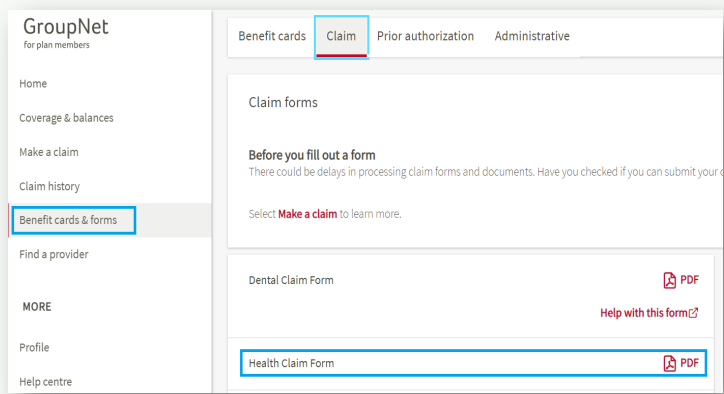 GroupNet
for plan members
Home
Coverage & balances
Make a claim
Claim history
Benefit cards & forms
Find a provider
MORE
Profile
Help centre
Benefit cards Claim Prior authorization Administrative
Claim forms
Before you fill out a form
There could be delays in processing claim forms and documents. Have you checked if you can submit your
Select Make a claim to learn more.
Dental Claim Form PDF
Help with this form
Health Claim Form PDF